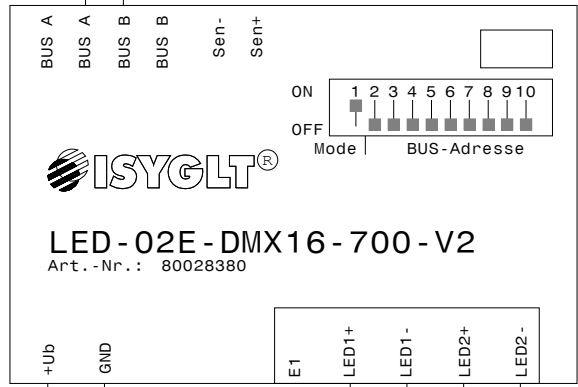 BUS A
BUS A
BUS B
BUS B
Sen-
Sen+
ON
1 2 3 4 5 6 7 8 9 10
OFF
Mode BUS-Adresse
ISYGLT®
LED-02E-DMX16-700-V2
Art.-Nr.: 80028380
+Ub
GND
E1
LED1+
LED1-
LED2+
LED2-